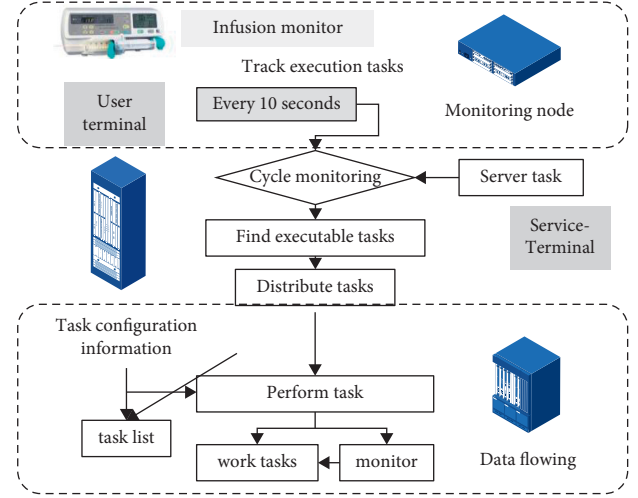 Infusion monitor
Track execution tasks
User
terminal
Every 10 seconds
Monitoring node
Cycle monitoring
Server task
Find executable tasks
Service-
Terminal
Distribute tasks
Task configuration
information
Perform task
task list
work tasks
monitor
Data flowing